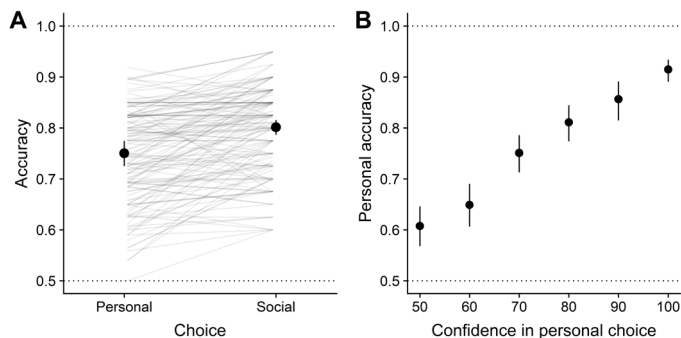 A
Accuracy
1.0
0.9
0.8
0.7
0.6
0.5
Personal Social
Choice
B
Personal accuracy
1.0
0.9
0.8
0.7
0.6
0.5
50 60 70 80 90 100
Confidence in personal choice